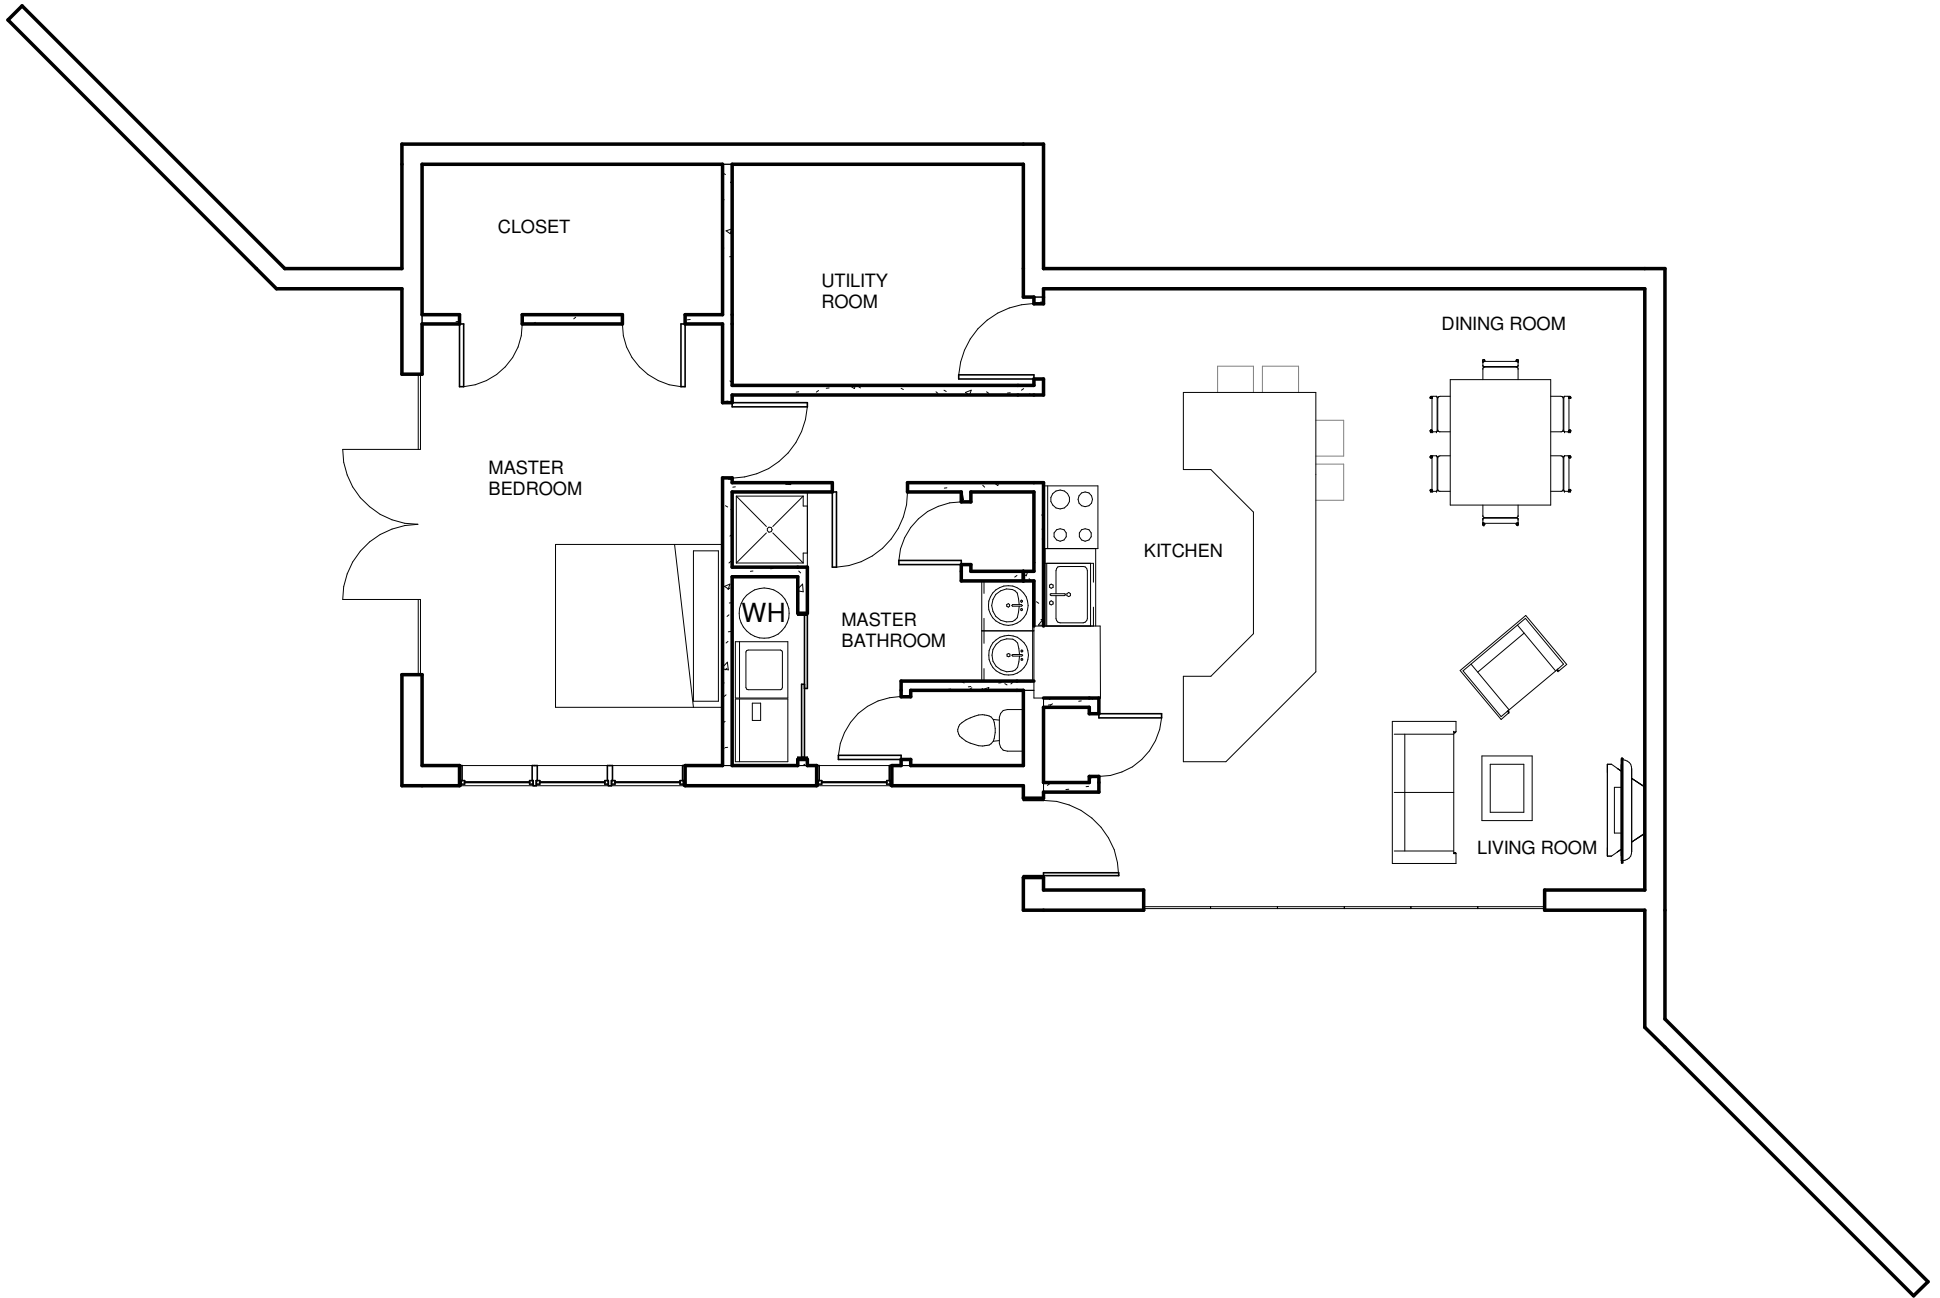 CLOSET
UTILITY
ROOM
DINING ROOM
MASTER
BEDROOM
KITCHEN
WH
MASTER
BATHROOM
LIVING ROOM